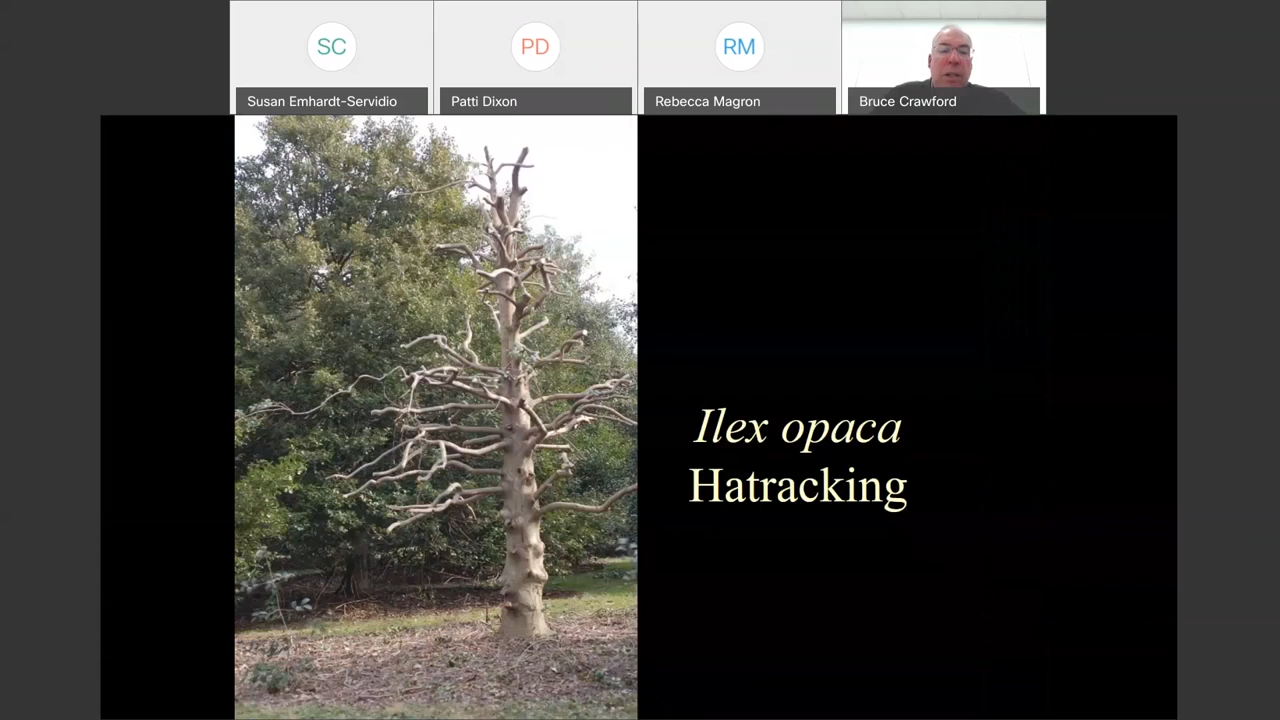 SC
PD
RM
Susan Emhardt-Servidio
Patti Dixon
Rebecca Magron
Bruce Crawford
Ilex opaca
Hatracking